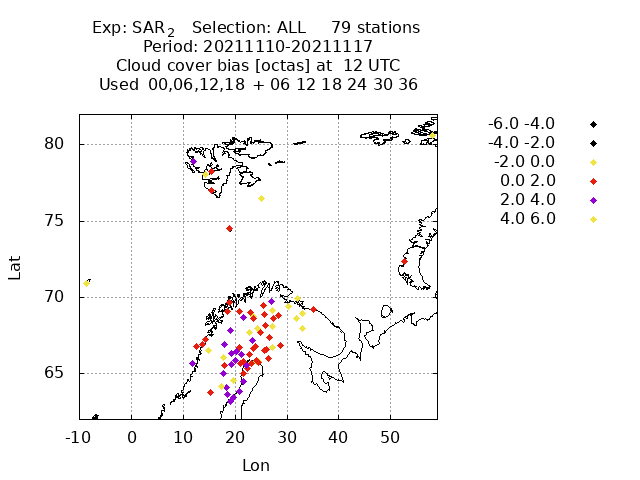 Exp: SAR2 Selection: ALL 79 stations
Period: 20211110-20211117
Cloud cover bias [octas] at 12 UTC
Used 00,06,12,18 + 06 12 18 24 30 36
-6.0 -4.0
-4.0 -2.0
-2.0 0.0
0.0 2.0
2.0 4.0
4.0 6.0
80
75
70
65
Lat
-10 0 10 20 30 40 50
Lon